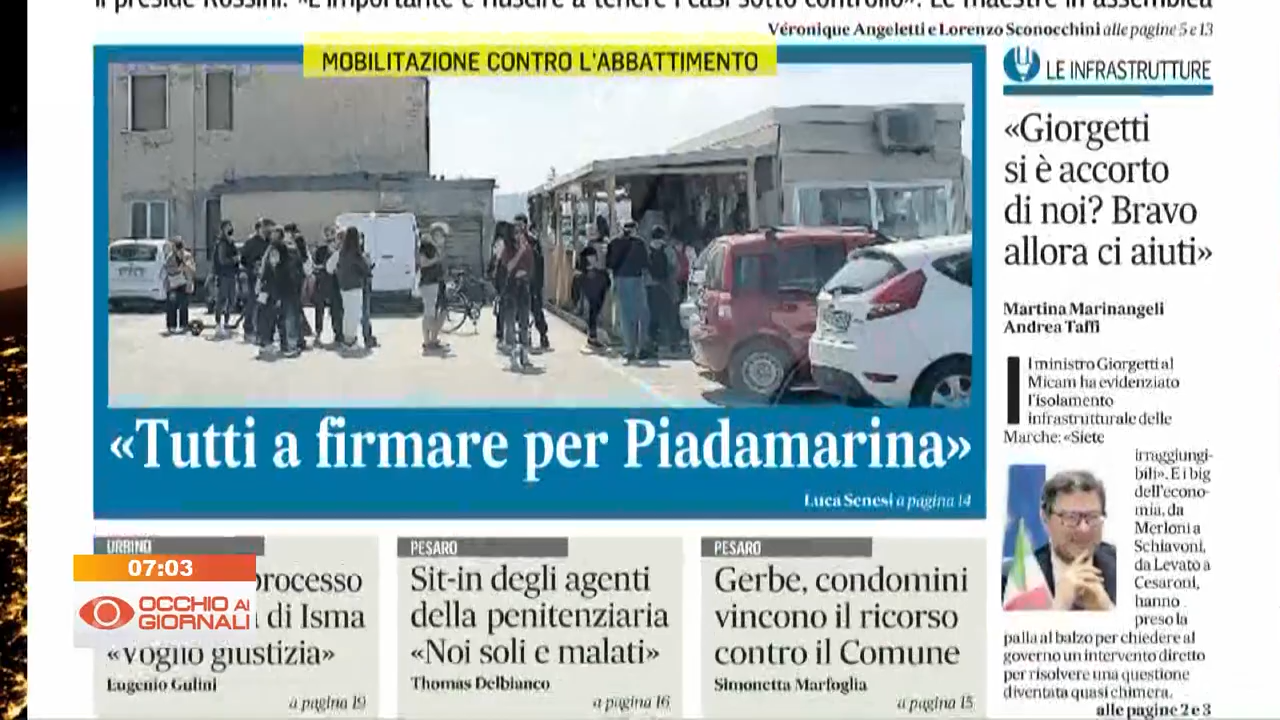 Il preside Rossini: «L'importante è riuscire a tenere i casi sotto controllo». Le maestre in assemblea
Véronique Angeletti e Lorenzo Sconocchini alle pagine 5 e 13
MOBILITAZIONE CONTRO L'ABBATTIMENTO
«Tutti a firmare per Piadamarina»
Luca Senesi a pagina 14
LE INFRASTRUTTURE
«Giorgetti
si è accorto
di noi? Bravo
allora ci aiuti»
Martina Marinangeli
Andrea Taffi
Il ministro Giorgetti al
Micam ha evidenziato
l'isolamento
infrastrutturale delle
Marche: «Siete
irraggiungi-
bili». E i big
dell'econo-
mia, da
Merloni a
Schiavoni,
da Levato a
Cesaroni,
hanno
preso la
palla al balzo per chiedere al
governo un intervento diretto
per risolvere una questione
diventata quasi chimera.
alle pagine 2 e 3
URBINO
processo
di Isma
«Voglio giustizia»
Eugenio Gulini
a pagina 19
PESARO
Sit-in degli agenti
della penitenziaria
«Noi soli e malati»
Thomas Delbianco
a pagina 16
PESARO
Gerbe, condomini
vincono il ricorso
contro il Comune
Simonetta Marfoglia
a pagina 15
07:03
OCCHIO AI
GIORNALI